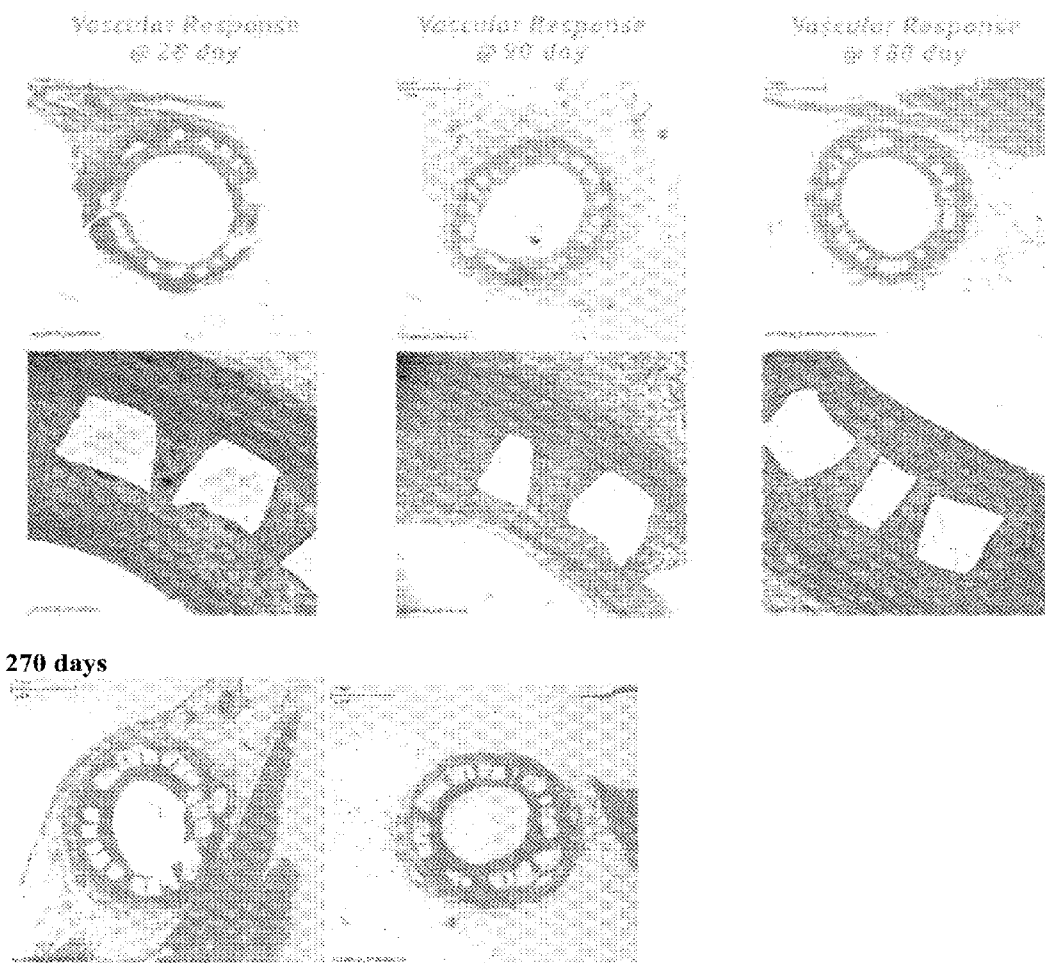 Vascular Response
@ 28 day
Vascular Response
@ 90 day
Vascular Response
@ 180 day
270 days